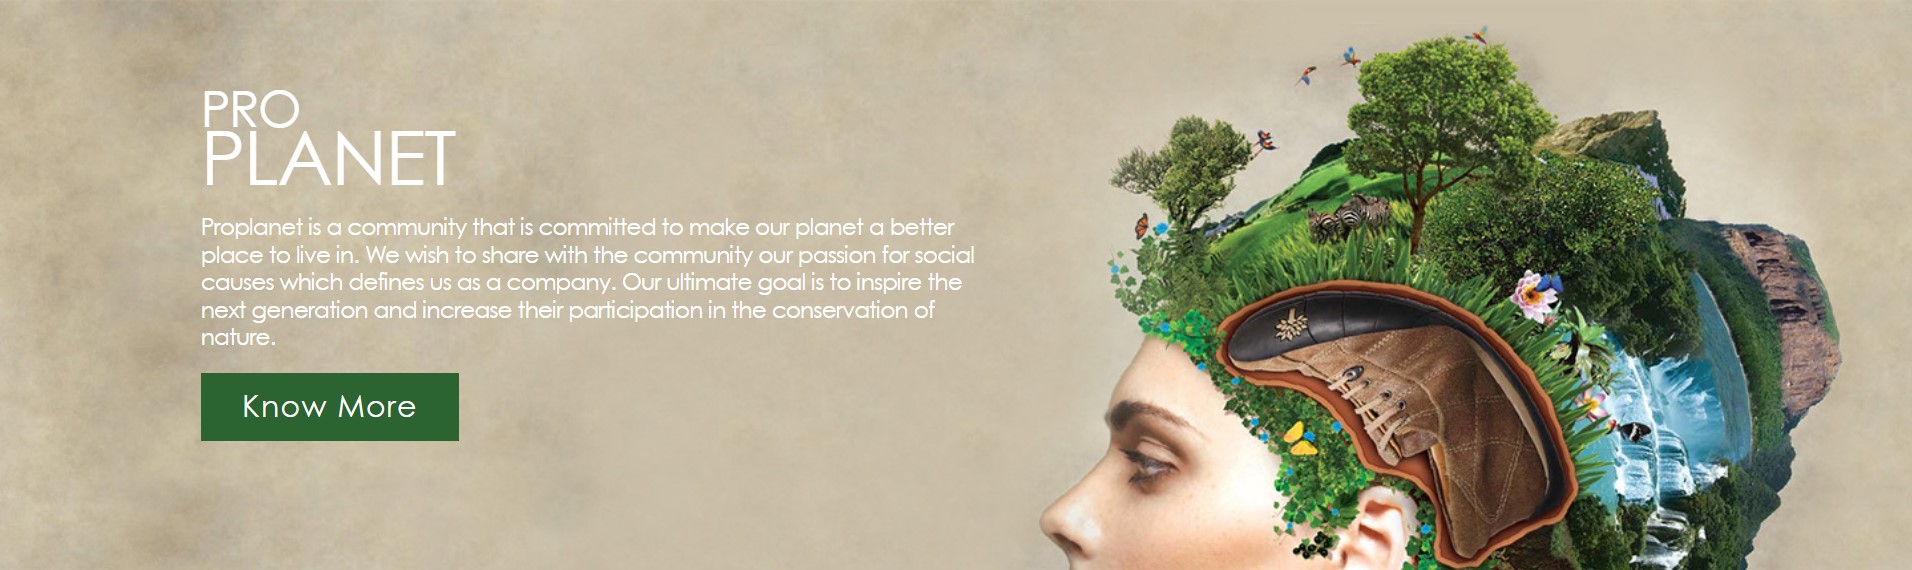 PRO
PLANET
Proplanet is a community that is committed to make our planet a better
place to live in. We wish to share with the community our passion for social
causes which defines us as a company. Our ultimate goal is to inspire the
next generation and increase their participation in the conservation of
nature.
Know More